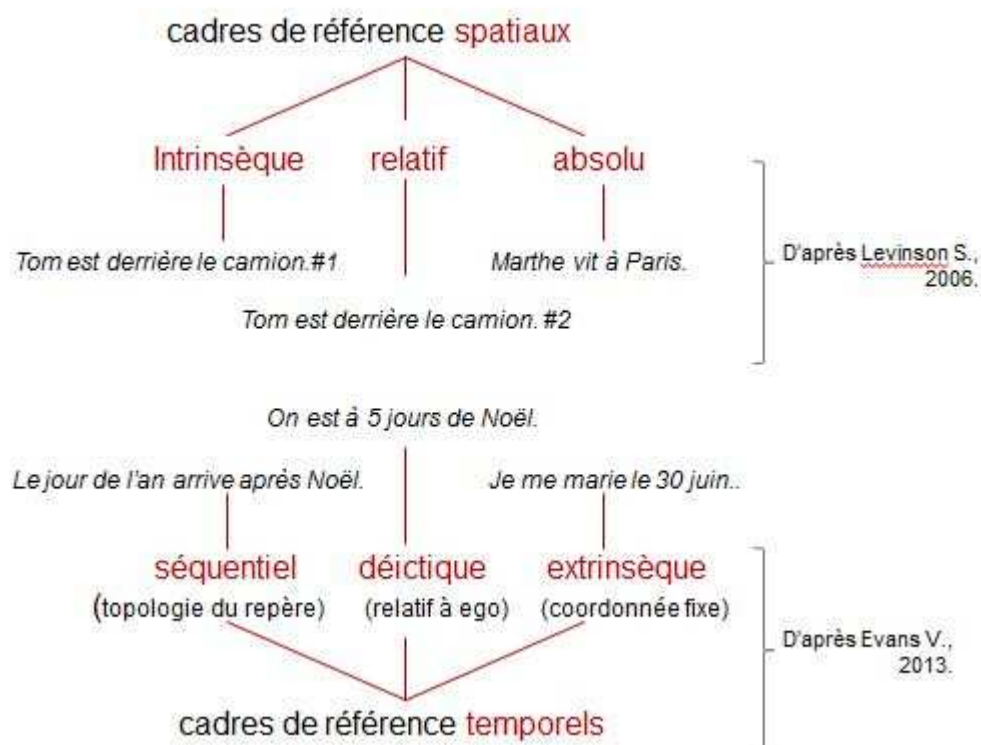 cadres de référence spatiaux
Intrinsèque relatif absolu
Tom est derrière le camion.#1
Marthe vit à Paris.
D'après Levinson S.,
2006.
Tom est derrière le camion. #2
On est à 5 jours de Noël.
Le jour de l'an arrive après Noël.
Je me marie le 30 juin..
séquentiel déictique extrinsèque
(topologie du repère) (relatif à ego) (coordonnée fixe)
D'après Evans V.,
2013.
cadres de référence temporels